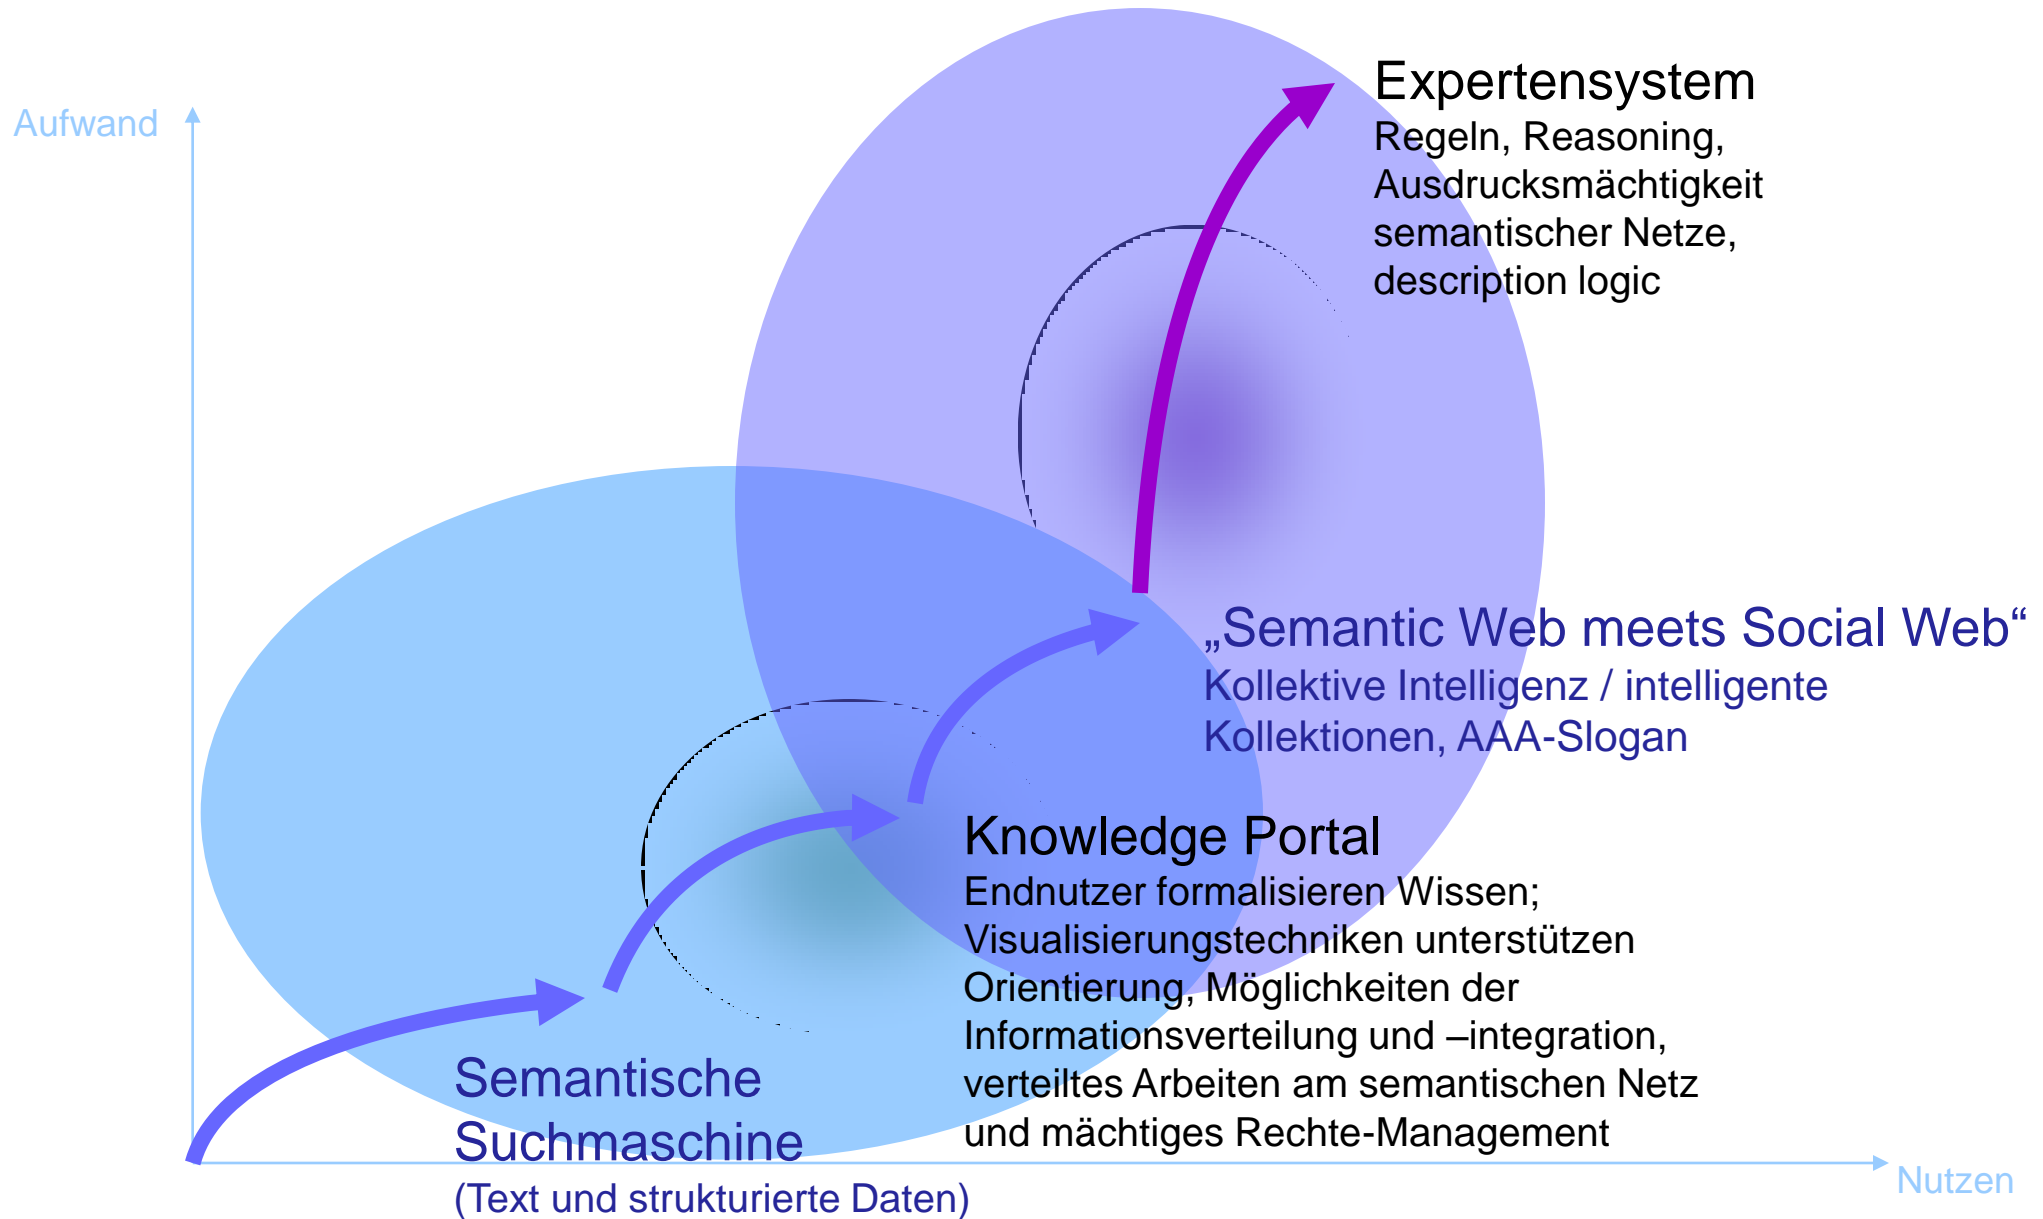 Expertensystem
Regeln, Reasoning,
Ausdrucksmächtigkeit
semantischer Netze,
description logic
Aufwand
„Semantic Web meets Social Web“
Kollektive Intelligenz / intelligente
Kollektionen, AAA-Slogan
Knowledge Portal
Endnutzer formalisieren Wissen;
Visualisierungstechniken unterstützen
Orientierung, Möglichkeiten der
Informationsverteilung und –integration,
verteiltes Arbeiten am semantischen Netz
und mächtiges Rechte-Management
Semantische
Suchmaschine
(Text und strukturierte Daten)
Nutzen